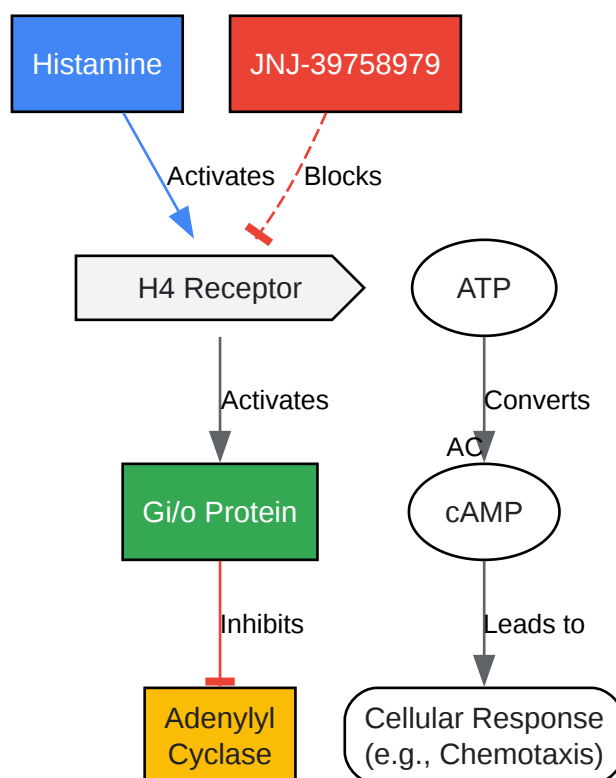 Histamine
JNJ-39758979
Activates
Blocks
H4 Receptor
ATP
Activates
Converts
AC
Gi/o Protein
cAMP
Inhibits
Leads to
Adenylyl
Cyclase
Cellular Response
(e.g., Chemotaxis)